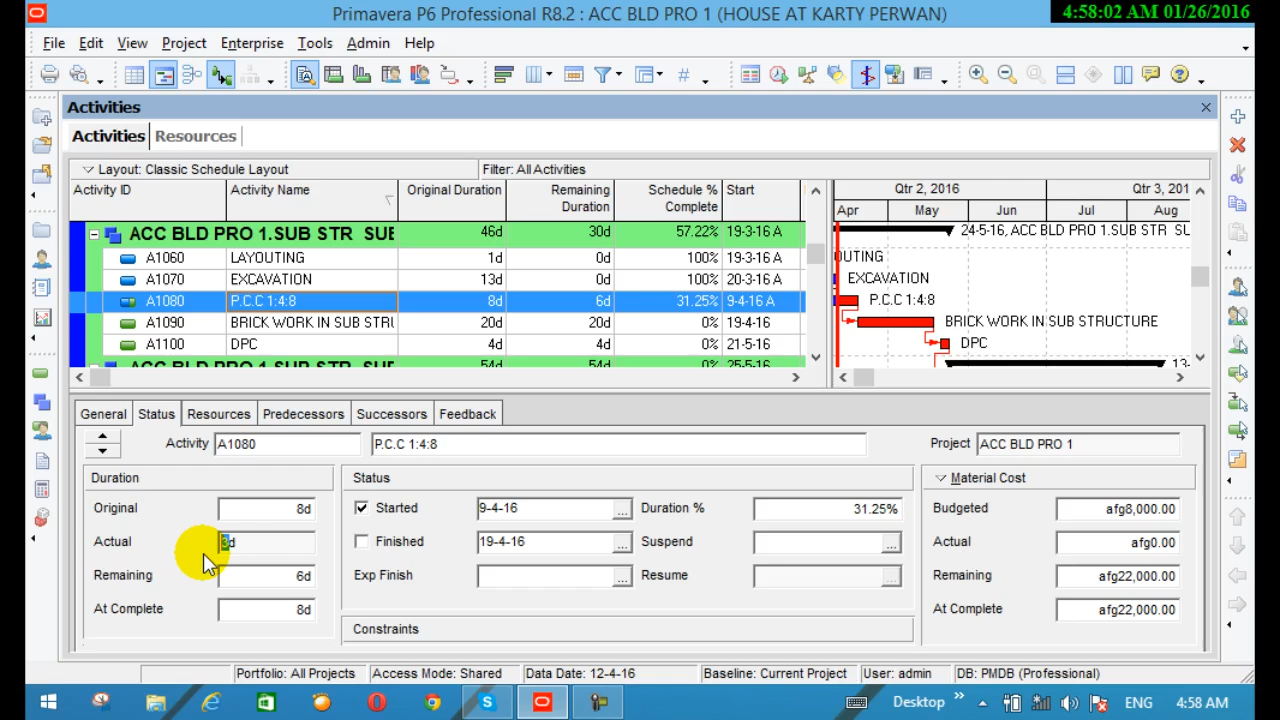 Primavera P6 Professional R8.2 : ACC BLD PRO 1 (HOUSE AT KARTY PERWAN)
4:58:02 AM 01/26/2016
File Edit View Project Enterprise Tools Admin Help
Activities
Activities Resources
Layout: Classic Schedule Layout Filter: All Activities
Activity ID Activity Name Original Duration Remaining Duration Schedule % Complete Start
Qtr 2, 2016 Qtr 3, 201
Apr May Jun Jul Aug
ACC BLD PRO 1.SUB STR SUE 46d 30d 57.22% 19-3-16 A 24-5-16, ACC BLD PRO 1.SUB STR SUE
A1060 LAYOUTING 1d 0d 100% 19-3-16 A OUTING
A1070 EXCAVATION 13d 0d 100% 20-3-16 A EXCAVATION
A1080 P.C.C 1:4:8 8d 6d 31.25% 9-4-16 A P.C.C 1:4:8
A1090 BRICK WORK IN SUB STRU 20d 20d 0% 19-4-16 BRICK WORK IN SUB STRUCTURE
A1100 DPC 4d 4d 0% 21-5-16 DPC
54d 54d 0% 25-5-16 13-
General Status Resources Predecessors Successors Feedback
Activity A1080 P.C.C 1:4:8 Project ACC BLD PRO 1
Duration Status Material Cost
Original 8d Started 9-4-16 ... Duration % 31.25% Budgeted afg8,000.00
Actual 3d Finished 19-4-16 ... Suspend ... Actual afg0.00
Remaining 6d Exp Finish ... Resume ... Remaining afg22,000.00
At Complete 8d At Complete afg22,000.00
Constraints
Portfolio: All Projects Access Mode: Shared Data Date: 12-4-16 Baseline: Current Project User: admin DB: PMDB (Professional)
Desktop ENG 4:58 AM